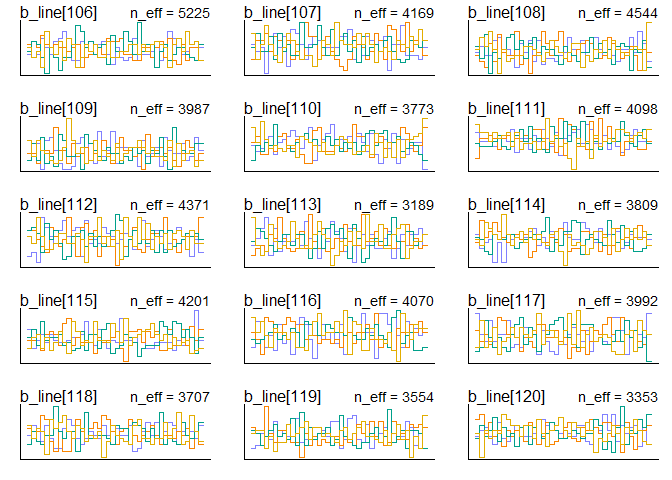 b_line[106] n_eff = 5225 b_line[107] n_eff = 4169 b_line[108] n_eff = 4544
b_line[109] n_eff = 3987 b_line[110] n_eff = 3773 b_line[111] n_eff = 4098
b_line[112] n_eff = 4371 b_line[113] n_eff = 3189 b_line[114] n_eff = 3809
b_line[115] n_eff = 4201 b_line[116] n_eff = 4070 b_line[117] n_eff = 3992
b_line[118] n_eff = 3707 b_line[119] n_eff = 3554 b_line[120] n_eff = 3353